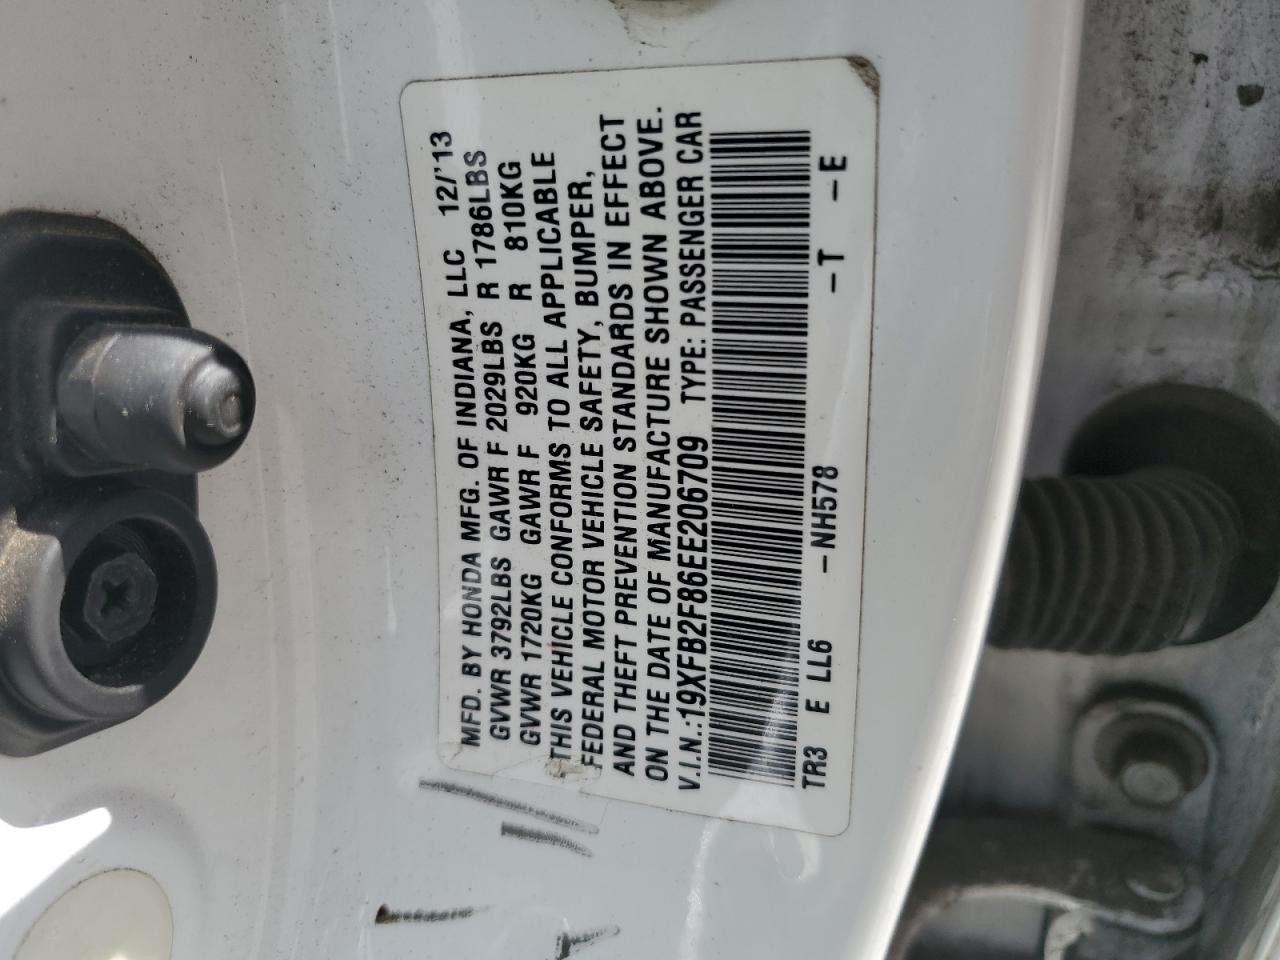 MFD. BY HONDA MFG. OF INDIANA, LLC 12/'13
GVWR 3792LBS GAWR F 2029LBS R 1786LBS
GVWR 1720KG GAWR F 920KG R 810KG
THIS VEHICLE CONFORMS TO ALL APPLICABLE
FEDERAL MOTOR VEHICLE SAFETY, BUMPER,
AND THEFT PREVENTION STANDARDS IN EFFECT
ON THE DATE OF MANUFACTURE SHOWN ABOVE.
V.I.N.:19XFB2F86EE206709 TYPE: PASSENGER CAR
TR3 E LL6 -NH578 -T -E